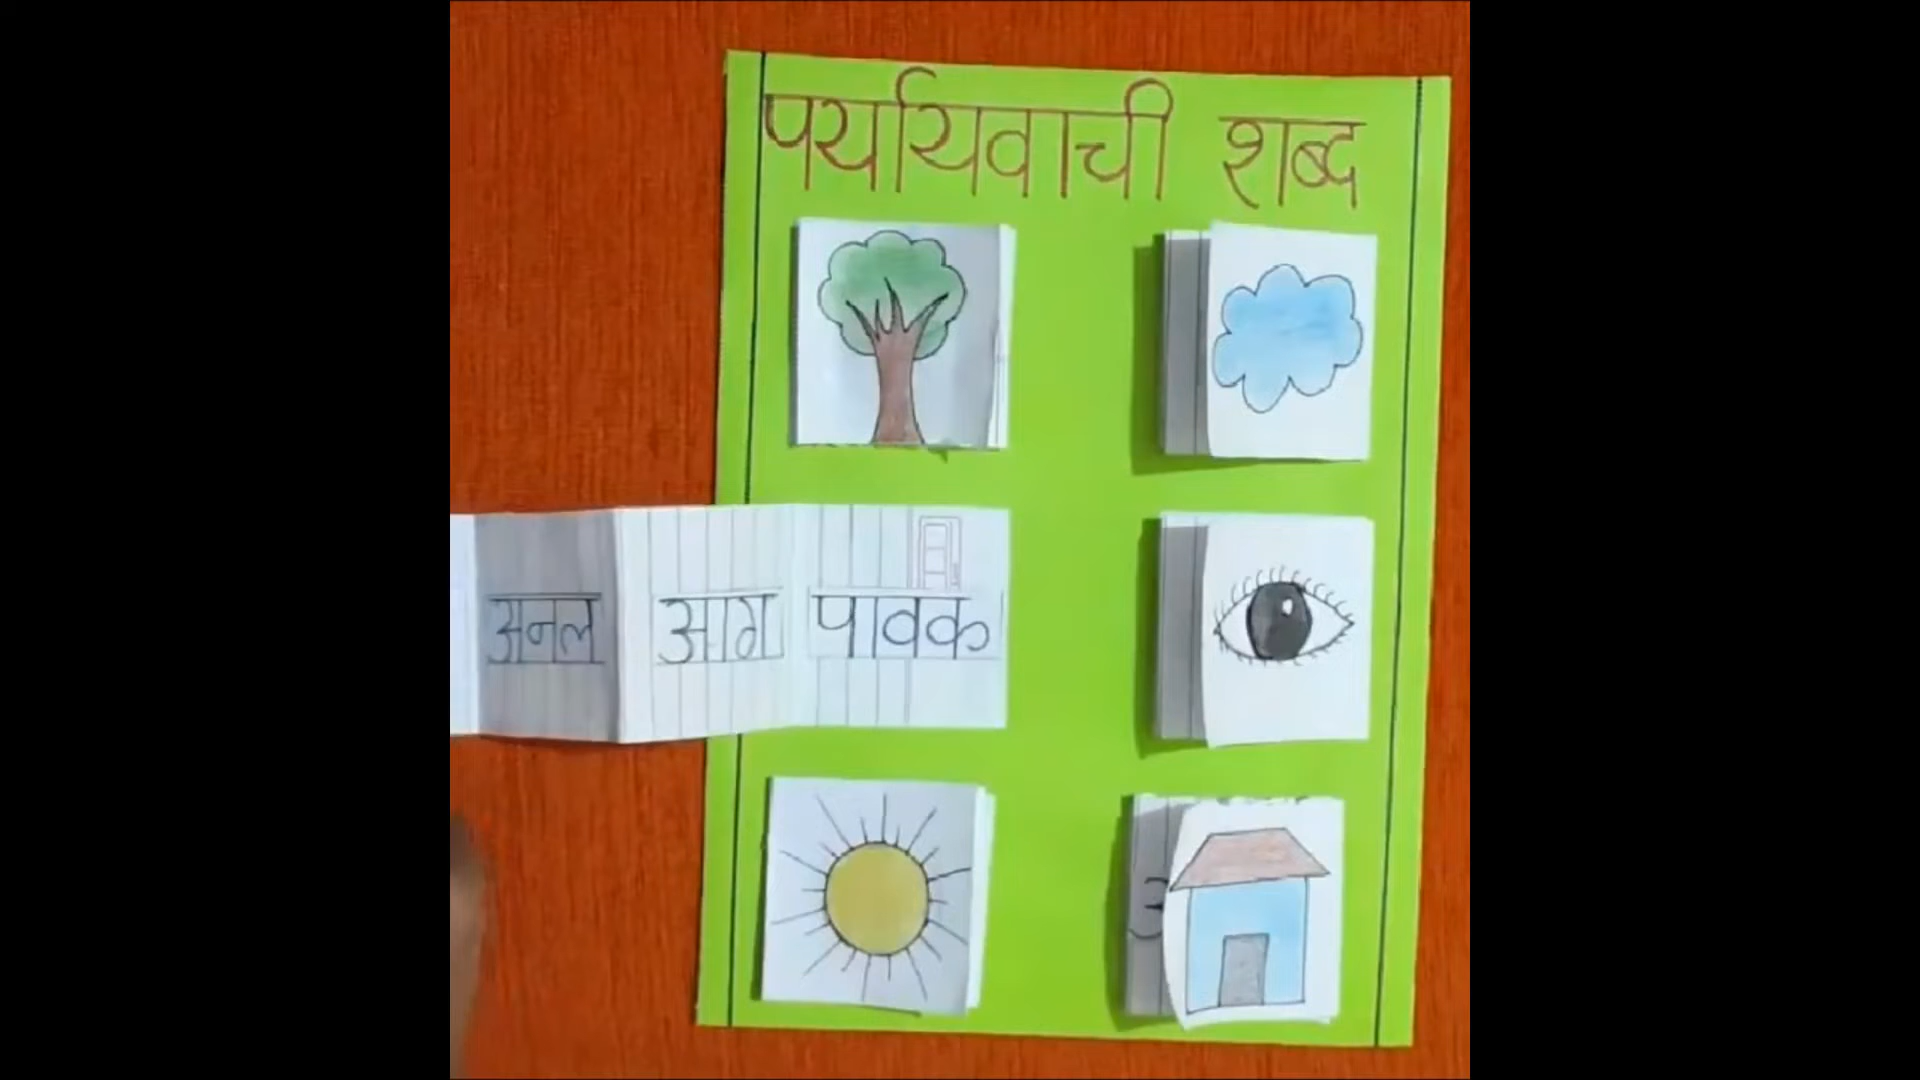 पर्यायवाची शब्द
अनल आग पावक